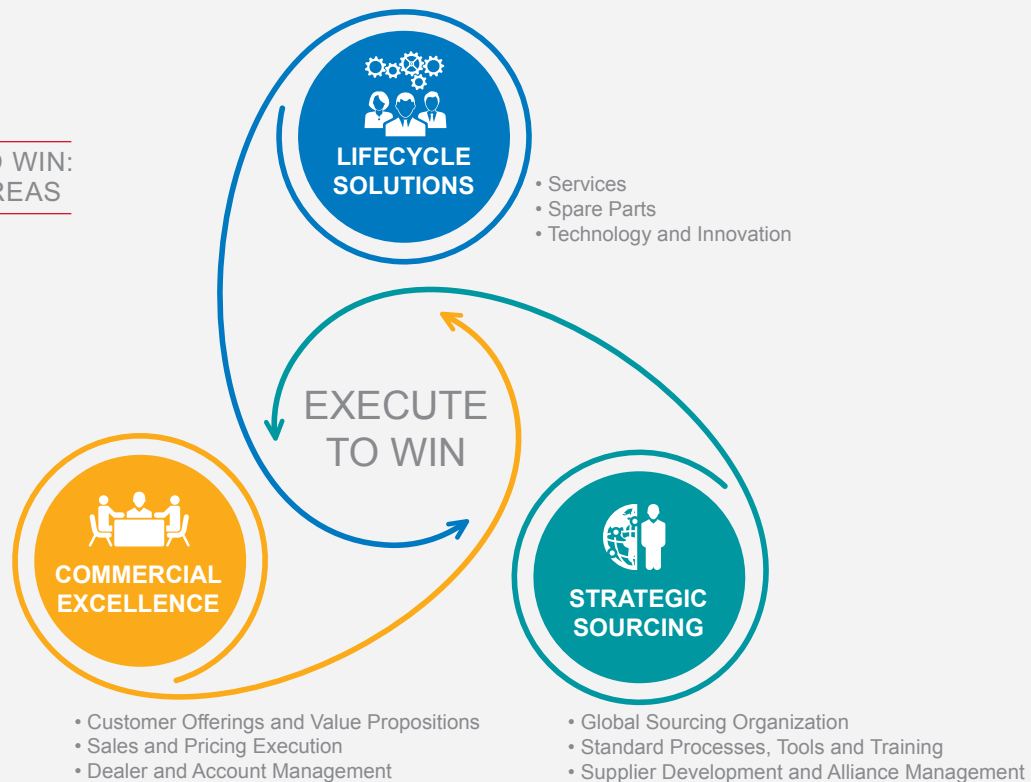 WIN:
LIFECYCLE
SOLUTIONS
• Services
• Spare Parts
• Technology and Innovation
EXECUTE
TO WIN
COMMERCIAL
EXCELLENCE
• Customer Offerings and Value Propositions
• Sales and Pricing Execution
• Dealer and Account Management
STRATEGIC
SOURCING
• Global Sourcing Organization
• Standard Processes, Tools and Training
• Supplier Development and Alliance Management